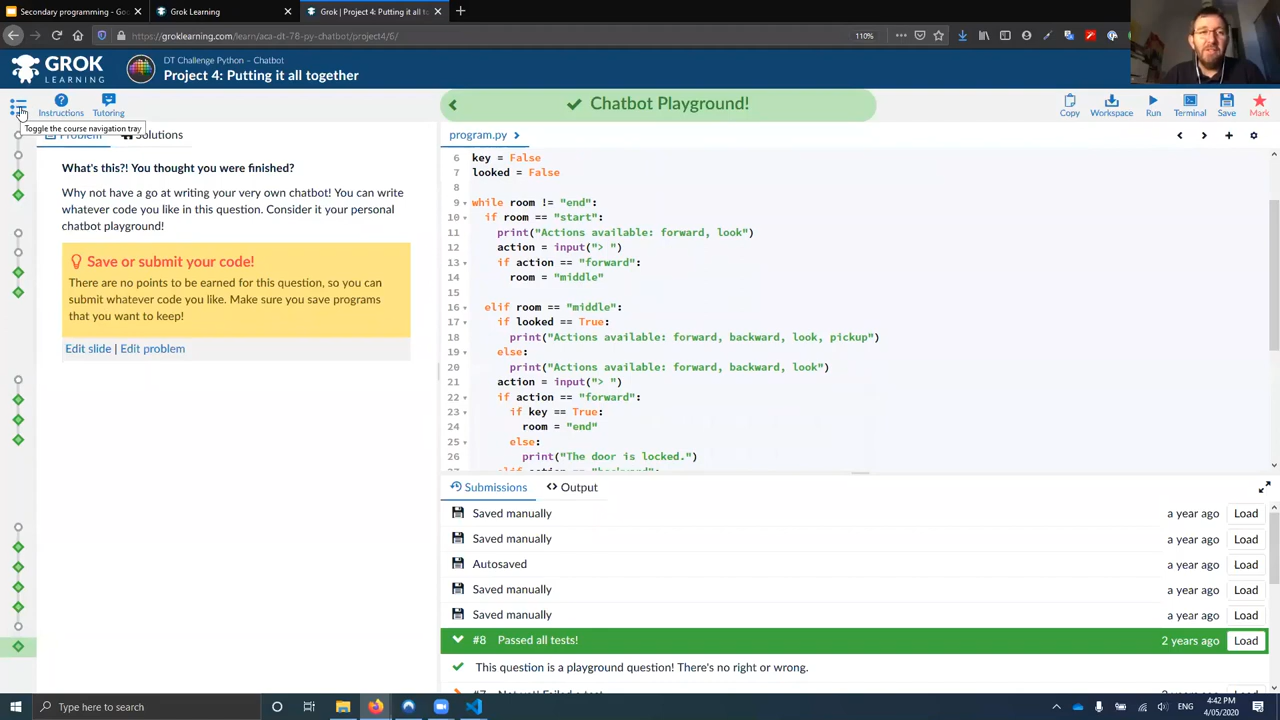 Secondary programming - Goo
Grok Learning
Grok | Project 4: Putting it all to
https://groklearning.com/learn/aca-dt-78-py-chatbot/project4/6/
110%
GROK
LEARNING
DT Challenge Python – Chatbot
Project 4: Putting it all together
Instructions
Tutoring
Chatbot Playground!
Copy
Workspace
Run
Terminal
Save
Mark
Toggle the course navigation tray
Problem
Solutions
What's this?! You thought you were finished?
Why not have a go at writing your very own chatbot! You can write
whatever code you like in this question. Consider it your personal
chatbot playground!
Save or submit your code!
There are no points to be earned for this question, so you can
submit whatever code you like. Make sure you save programs
that you want to keep!
Edit slide | Edit problem
program.py
6 key = False
7 looked = False
8
9 while room != "end":
10 if room == "start":
11 print("Actions available: forward, look")
12 action = input("> ")
13 if action == "forward":
14 room = "middle"
15
16 elif room == "middle":
17 if looked == True:
18 print("Actions available: forward, backward, look, pickup")
19 else:
20 print("Actions available: forward, backward, look")
21 action = input("> ")
22 if action == "forward":
23 if key == True:
24 room = "end"
25 else:
26 print("The door is locked.")
27 elif action == "backward":
Submissions
Output
Saved manually a year ago Load
Saved manually a year ago Load
Autosaved a year ago Load
Saved manually a year ago Load
Saved manually a year ago Load
#8 Passed all tests! 2 years ago Load
This question is a playground question! There's no right or wrong.
#7 Not yet! Failed a test
Type here to search
4:42 PM
4/05/2020